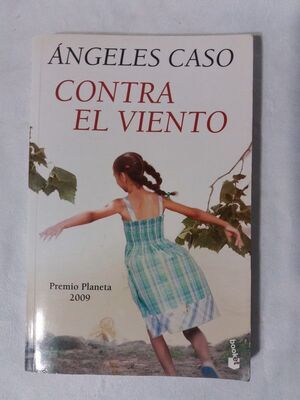 ÁNGELES CASO
CONTRA
EL VIENTO
Premio Planeta
2009
booket